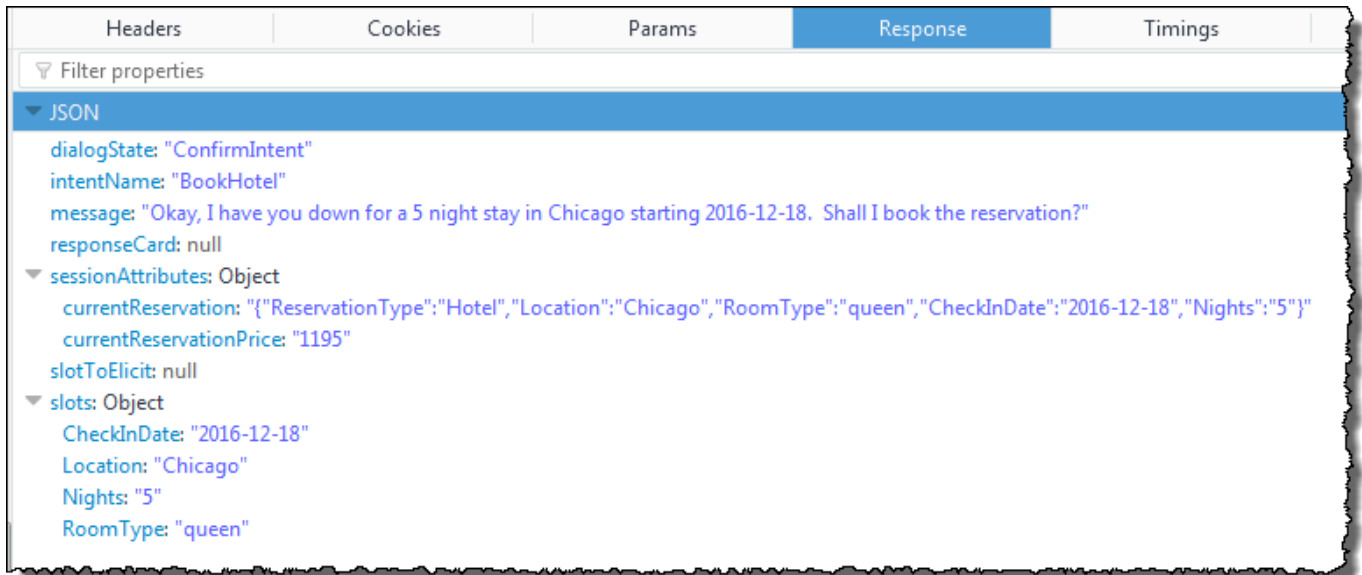 Headers Cookies Params Response Timings
Filter properties
JSON
dialogState: "ConfirmIntent"
intentName: "BookHotel"
message: "Okay, I have you down for a 5 night stay in Chicago starting 2016-12-18.  Shall I book the reservation?"
responseCard: null
sessionAttributes: Object
currentReservation: "{"ReservationType":"Hotel","Location":"Chicago","RoomType":"queen","CheckInDate":"2016-12-18","Nights":"5"}"
currentReservationPrice: "1195"
slotToElicit: null
slots: Object
CheckInDate: "2016-12-18"
Location: "Chicago"
Nights: "5"
RoomType: "queen"